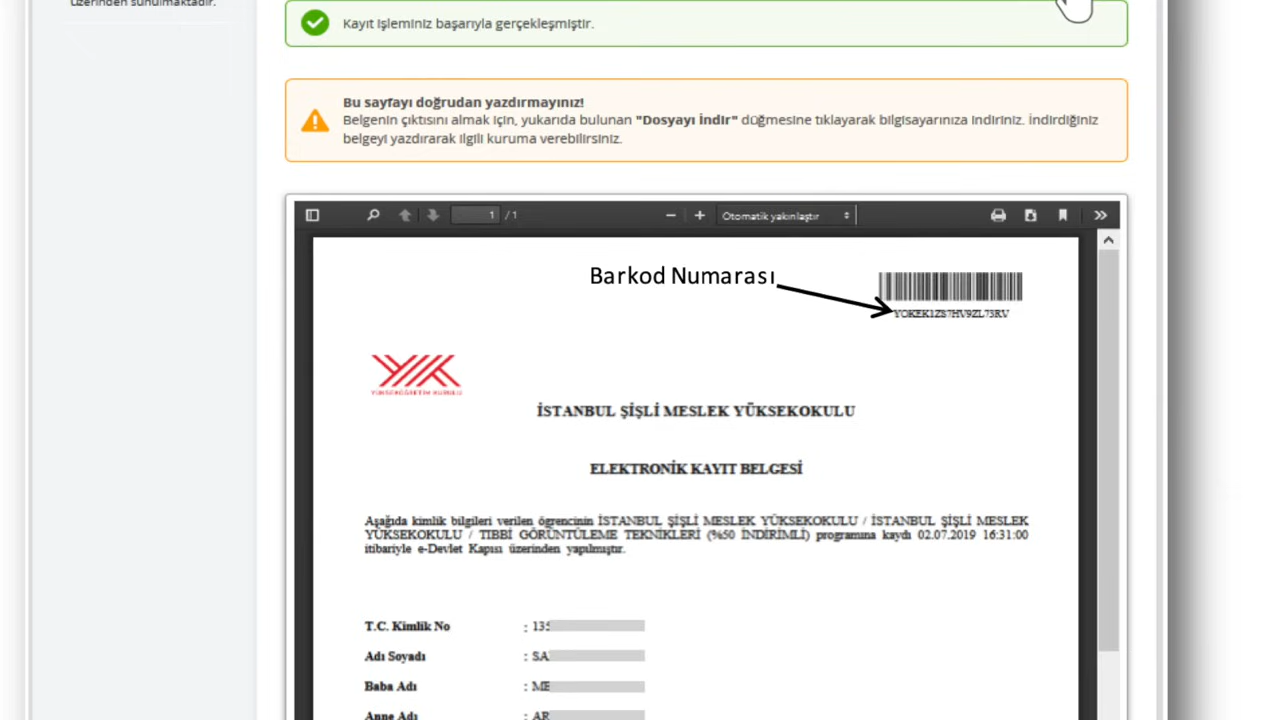 üzerinden sunulmaktadır.
Kayıt işleminiz başarıyla gerçekleşmiştir.
Bu sayfayı doğrudan yazdırmayınız!
Belgenin çıktısını almak için, yukarıda bulunan "Dosyayı İndir" düğmesine tıklayarak bilgisayarınıza indiriniz. İndirdiğiniz
belgeyi yazdırarak ilgili kuruma verebilirsiniz.
1 / 1
Otomatik yakınlaştır
Barkod Numarası
YOKEK1ZS7HV9ZL73RV
YÜKSEKÖĞRETİM KURULU
İSTANBUL ŞİŞLİ MESLEK YÜKSEKOKULU
ELEKTRONİK KAYIT BELGESİ
Aşağıda kimlik bilgileri verilen öğrencinin İSTANBUL ŞİŞLİ MESLEK YÜKSEKOKULU / İSTANBUL ŞİŞLİ MESLEK
YÜKSEKOKULU / TIBBİ GÖRÜNTÜLEME TEKNİKLERİ (%50 İNDİRİMLİ) programına kaydı 02.07.2019 16:31:00
itibariyle e-Devlet Kapısı üzerinden yapılmıştır.
T.C. Kimlik No : 135
Adı Soyadı : SA
Baba Adı : ME
Anne Adı : AR